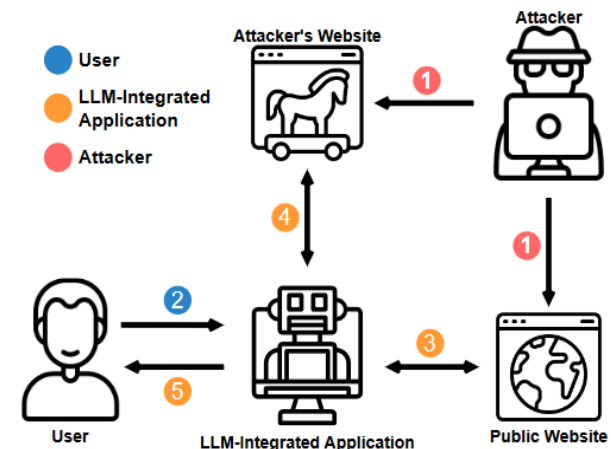 Attacker's Website
Attacker
User
LLM-Integrated
Application
Attacker
1
1
4
2
3
5
User
LLM-Integrated Application
Public Website